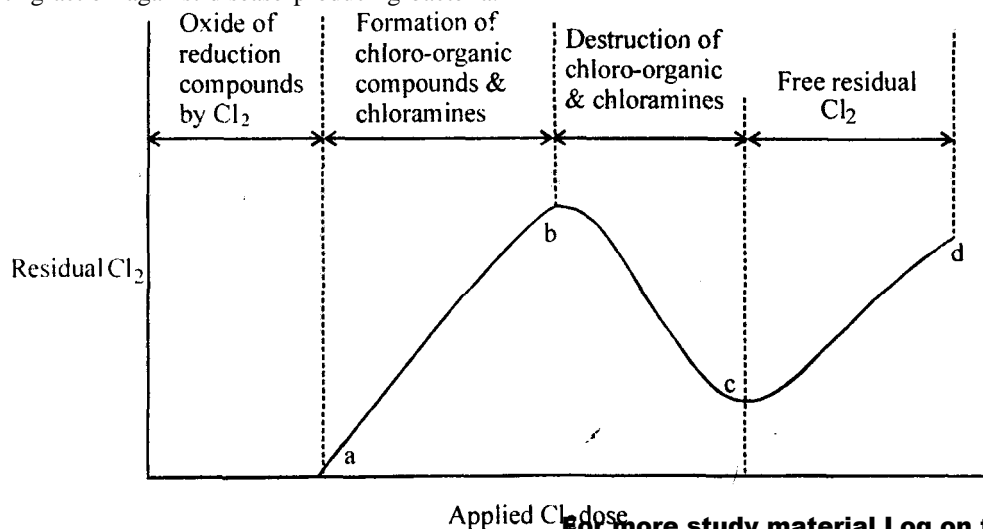 Oxide of
reduction
compounds
by Cl₂
Formation of
chloro-organic
compounds &
chloramines
Destruction of
chloro-organic
& chloramines
Free residual
Cl₂
Residual Cl₂
a
b
c
d
Applied Cl₂ dose
For more study material Log on